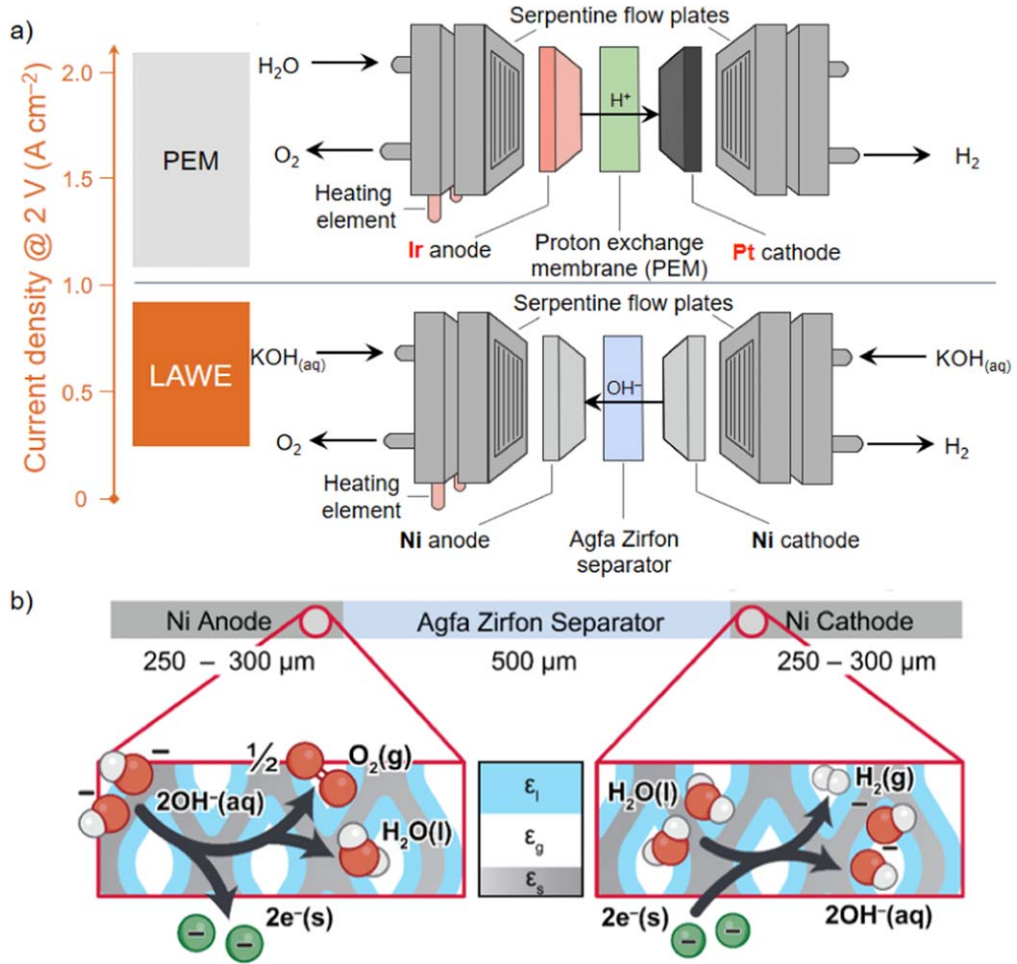 a)
Current density @ 2 V (A cm⁻²)
2.0
1.5
1.0
0.5
0
PEM
LAWE
Serpentine flow plates
H₂O
O₂
H⁺
H₂
Heating
element
Ir anode
Proton exchange
membrane (PEM)
Pt cathode
Serpentine flow plates
KOH(aq)
OH⁻
KOH(aq)
O₂
H₂
Heating
element
Ni anode
Agfa Zirfon
separator
Ni cathode
b)
Ni Anode
Agfa Zirfon Separator
Ni Cathode
250 – 300 µm
500 µm
250 – 300 µm
½
O₂(g)
2OH⁻(aq)
H₂O(l)
2e⁻(s)
– 
–
–
–
εl
εg
εs
H₂O(l)
H₂(g)
2e⁻(s)
2OH⁻(aq)
–
–
–
–